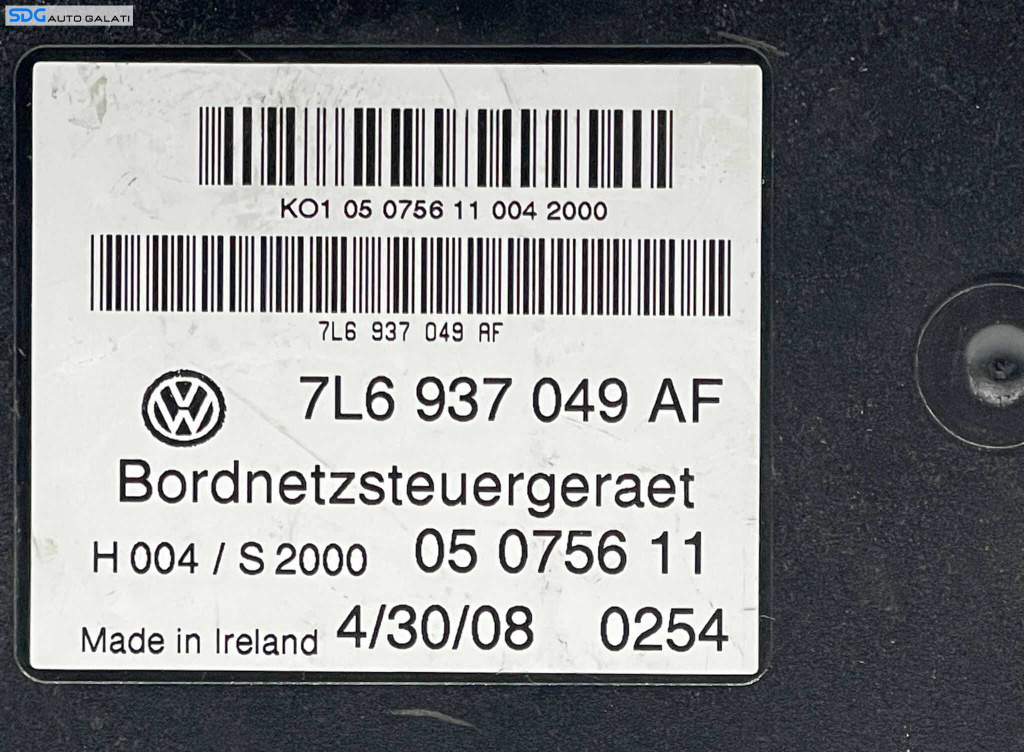 SDG AUTO GALATI
KO1 05 0756 11 004 2000
7L6 937 049 AF
7L6 937 049 AF
Bordnetzsteuergeraet
H 004 / S 2000 05 0756 11
Made in Ireland 4/30/08 0254